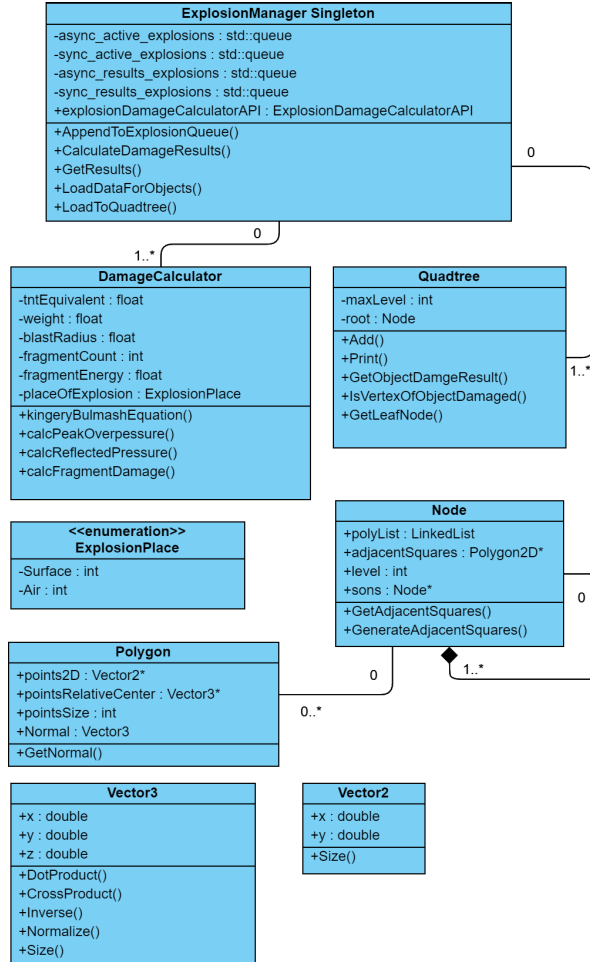 ExplosionManager Singleton
-async_active_explosions : std::queue
-sync_active_explosions : std::queue
-async_results_explosions : std::queue
-sync_results_explosions : std::queue
+explosionDamageCalculatorAPI : ExplosionDamageCalculatorAPI
+AppendToExplosionQueue()
+CalculateDamageResults()
+GetResults()
+LoadDataForObjects()
+LoadToQuadtree()
0
0
1..*
DamageCalculator
-tntEquivalent : float
-weight : float
-blastRadius : float
-fragmentCount : int
-fragmentEnergy : float
-placeOfExplosion : ExplosionPlace
+kingeryBulmashEquation()
+calcPeakOverpessure()
+calcReflectedPressure()
+calcFragmentDamage()
Quadtree
-maxLevel : int
-root : Node
+Add()
+Print()
+GetObjectDamgeResult()
+IsVertexOfObjectDamaged()
+GetLeafNode()
1..*
<<enumeration>>
ExplosionPlace
-Surface : int
-Air : int
Node
+polyList : LinkedList
+adjacentSquares : Polygon2D*
+level : int
+sons : Node*
+GetAdjacentSquares()
+GenerateAdjacentSquares()
0
1..*
0
0..*
Polygon
+points2D : Vector2*
+pointsRelativeCenter : Vector3*
+pointsSize : int
+Normal : Vector3
+GetNormal()
Vector3
+x : double
+y : double
+z : double
+DotProduct()
+CrossProduct()
+Inverse()
+Normalize()
+Size()
Vector2
+x : double
+y : double
+Size()